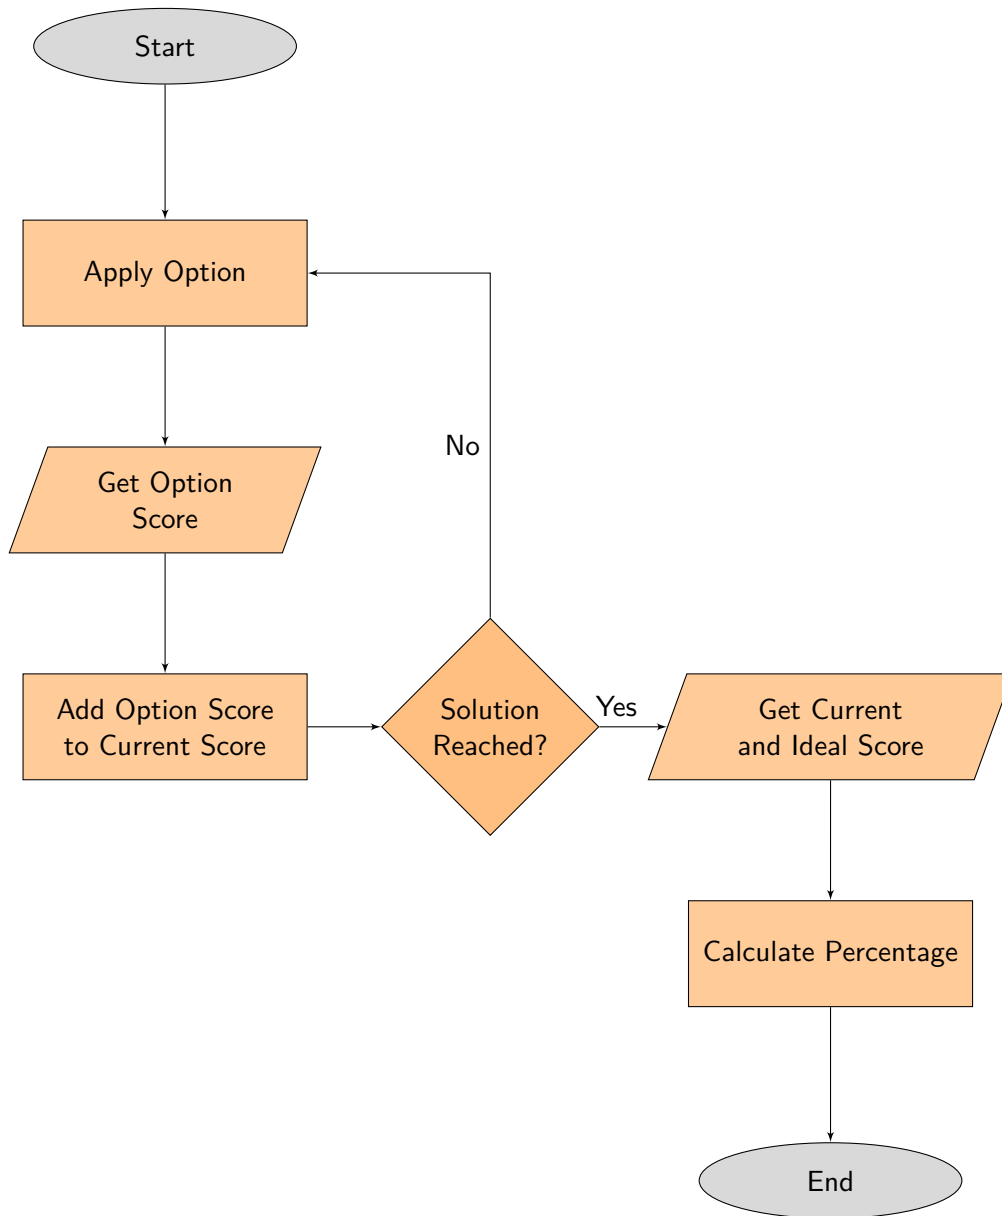 Start
Apply Option
No
Get Option
Score
Add Option Score
to Current Score
Solution
Reached?
Yes
Get Current
and Ideal Score
Calculate Percentage
End